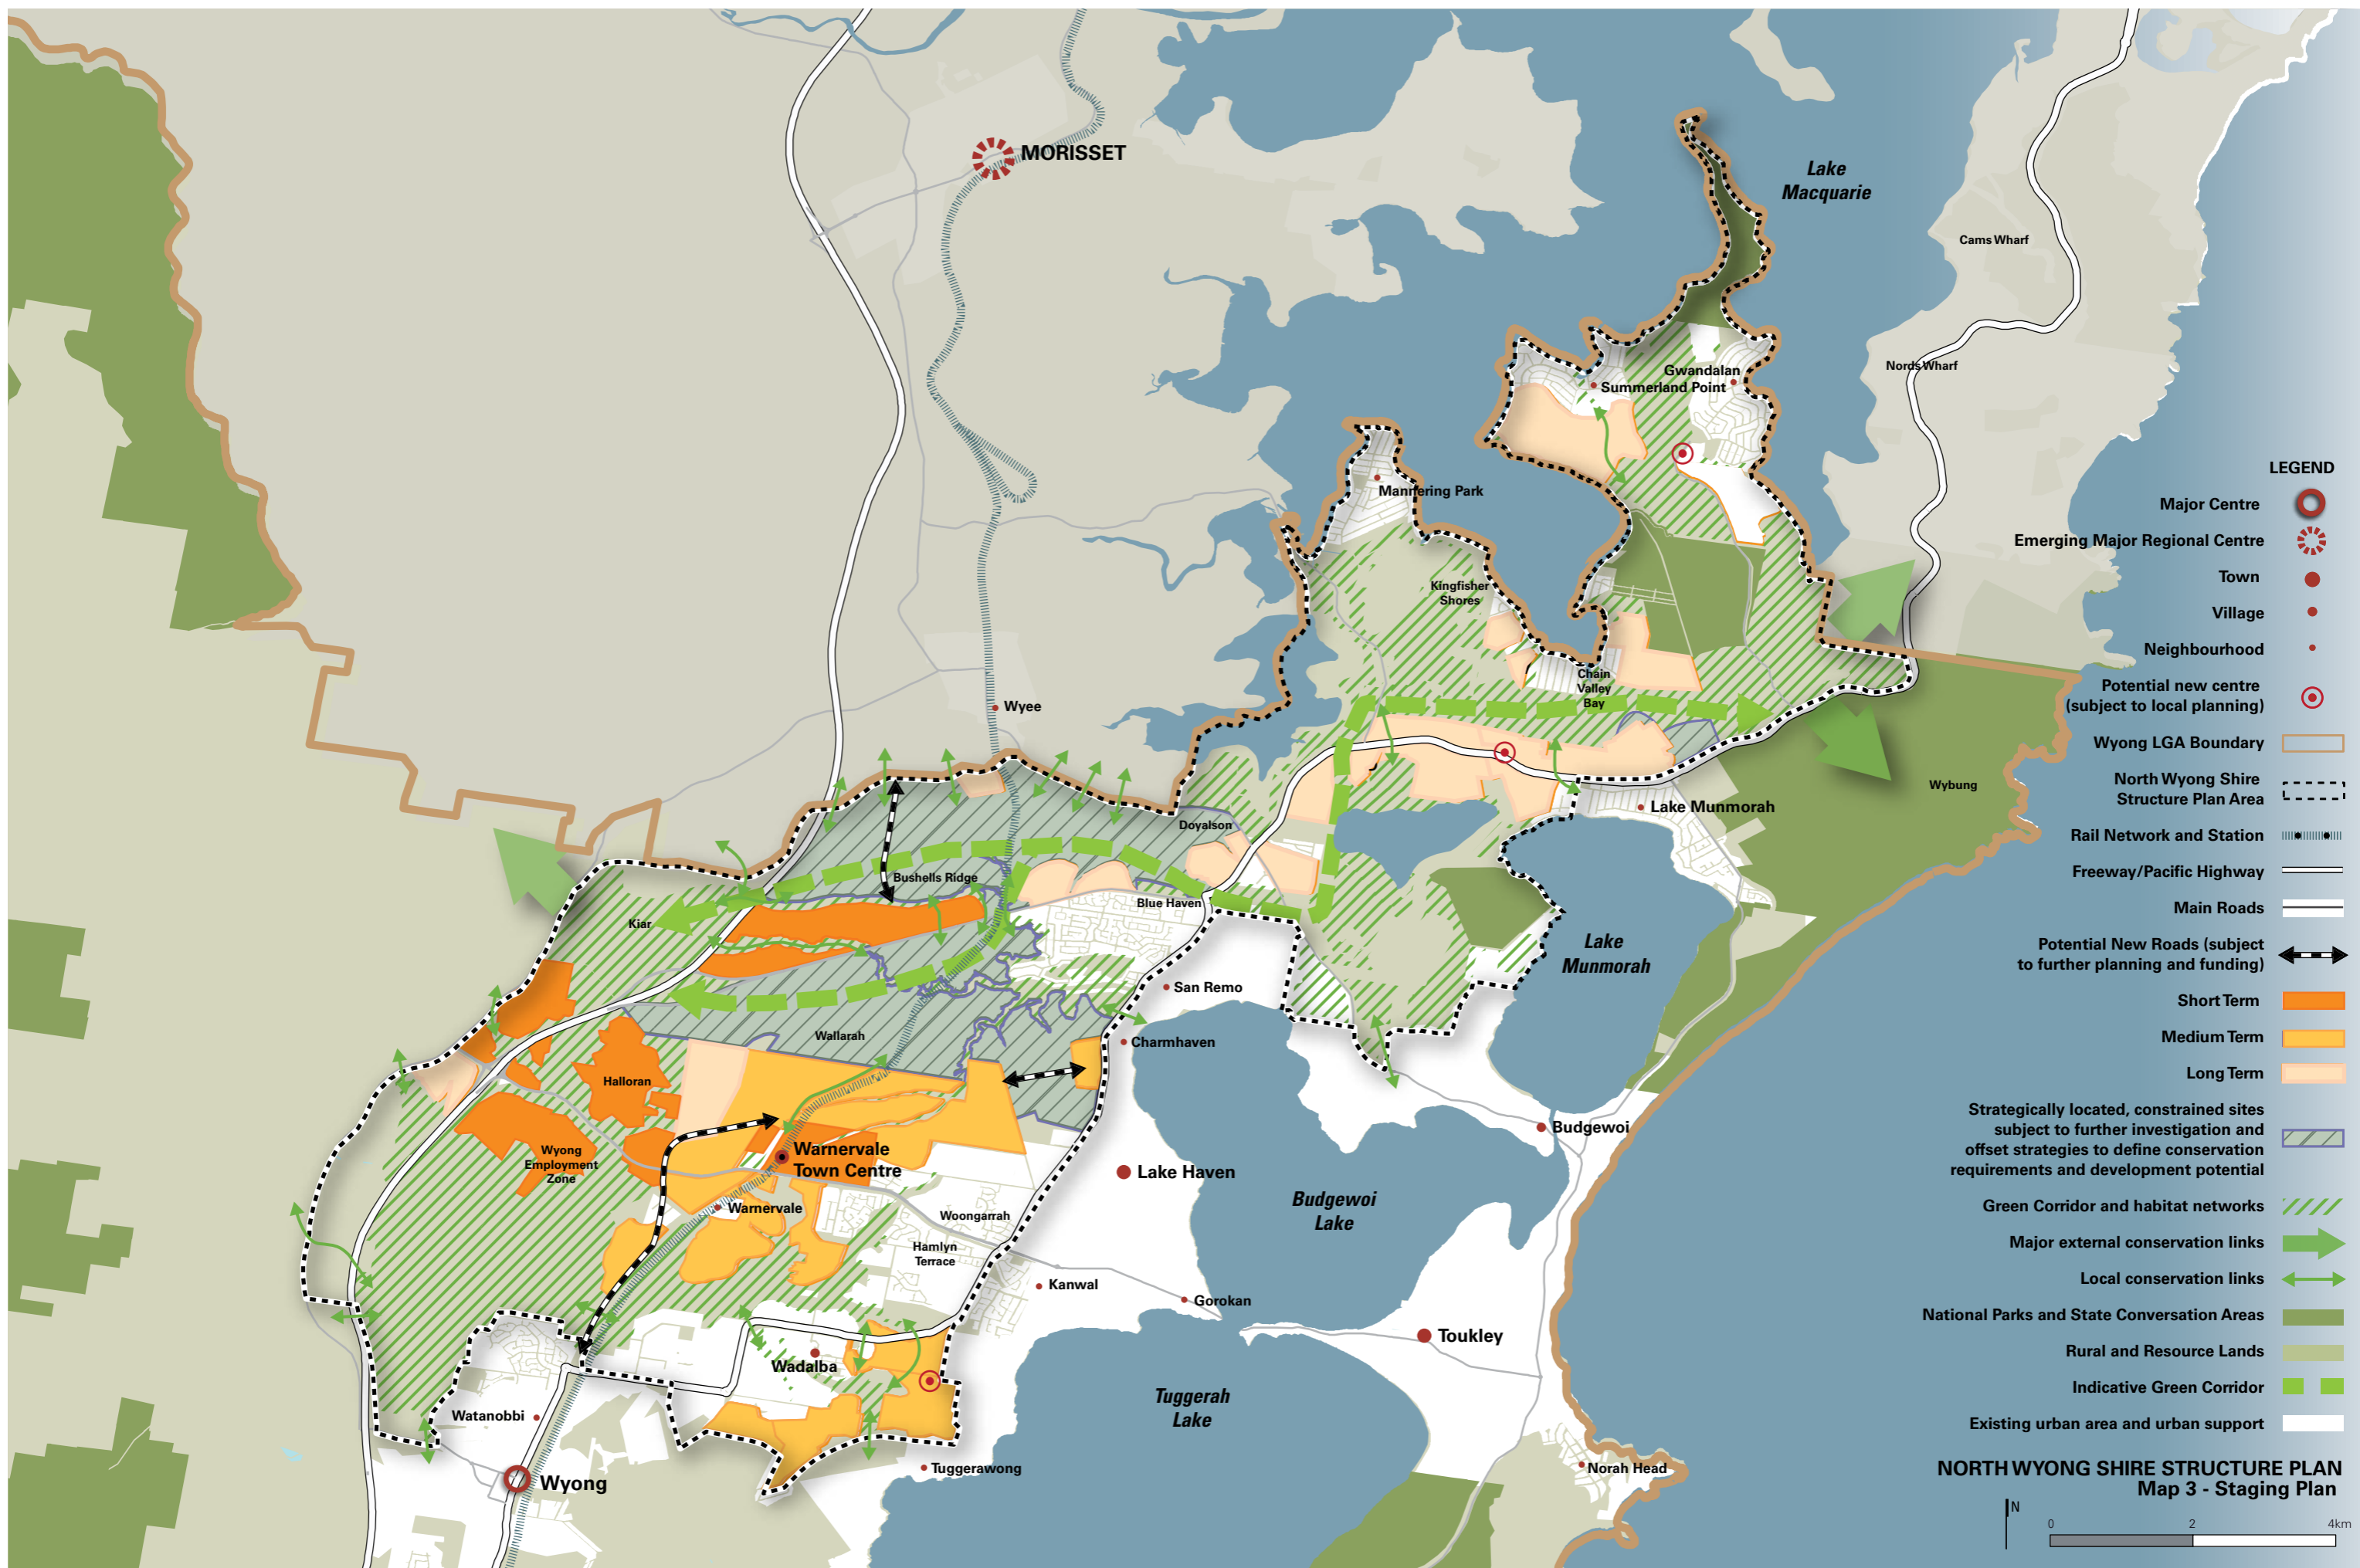 MORISSET
Lake
Macquarie
Cams Wharf
Nords Wharf
Gwandalan
Summerland Point
Mannering Park
Kingfisher
Shores
Chain
Valley
Bay
Wyee
Wybung
Lake Munmorah
Doyalson
Bushells Ridge
Blue Haven
Kiar
Lake
Munmorah
San Remo
Wallarah
Charmhaven
Halloran
Budgewoi
Wyong
Employment
Zone
Warnervale
Town Centre
Lake Haven
Budgewoi
Lake
Warnervale
Woongarrah
Hamlyn
Terrace
Kanwal
Gorokan
Toukley
Wadalba
Tuggerah
Lake
Watanobbi
Tuggerawong
Norah Head
Wyong
LEGEND
Major Centre
Emerging Major Regional Centre
Town
Village
Neighbourhood
Potential new centre
(subject to local planning)
Wyong LGA Boundary
North Wyong Shire
Structure Plan Area
Rail Network and Station
Freeway/Pacific Highway
Main Roads
Potential New Roads (subject
to further planning and funding)
Short Term
Medium Term
Long Term
Strategically located, constrained sites
subject to further investigation and
offset strategies to define conservation
requirements and development potential
Green Corridor and habitat networks
Major external conservation links
Local conservation links
National Parks and State Conversation Areas
Rural and Resource Lands
Indicative Green Corridor
Existing urban area and urban support
NORTH WYONG SHIRE STRUCTURE PLAN
Map 3 - Staging Plan
N
0 2 4km